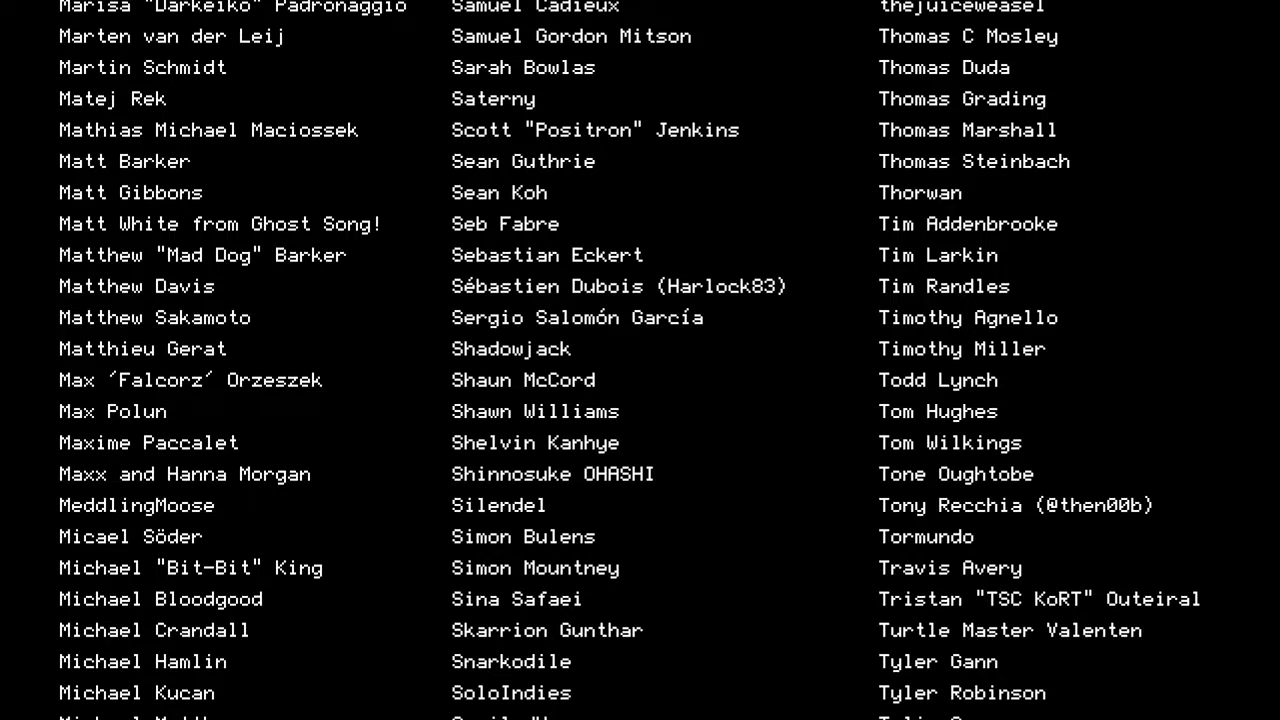 Marisa "Darkeiko" Padronaggio
Marten van der Leij
Martin Schmidt
Matej Rek
Mathias Michael Maciossek
Matt Barker
Matt Gibbons
Matt White from Ghost Song!
Matthew "Mad Dog" Barker
Matthew Davis
Matthew Sakamoto
Matthieu Gerat
Max ´Falcorz´ Orzeszek
Max Polun
Maxime Paccalet
Maxx and Hanna Morgan
MeddlingMoose
Micael Söder
Michael "Bit-Bit" King
Michael Bloodgood
Michael Crandall
Michael Hamlin
Michael Kucan
Samuel Cadieux
Samuel Gordon Mitson
Sarah Bowlas
Saterny
Scott "Positron" Jenkins
Sean Guthrie
Sean Koh
Seb Fabre
Sebastian Eckert
Sébastien Dubois (Harlock83)
Sergio Salomón García
Shadowjack
Shaun McCord
Shawn Williams
Shelvin Kanhye
Shinnosuke OHASHI
Silendel
Simon Bulens
Simon Mountney
Sina Safaei
Skarrion Gunthar
Snarkodile
SoloIndies
thejuiceweasel
Thomas C Mosley
Thomas Duda
Thomas Grading
Thomas Marshall
Thomas Steinbach
Thorwan
Tim Addenbrooke
Tim Larkin
Tim Randles
Timothy Agnello
Timothy Miller
Todd Lynch
Tom Hughes
Tom Wilkings
Tone Oughtobe
Tony Recchia (@then00b)
Tormundo
Travis Avery
Tristan "TSC KoRT" Outeiral
Turtle Master Valenten
Tyler Gann
Tyler Robinson